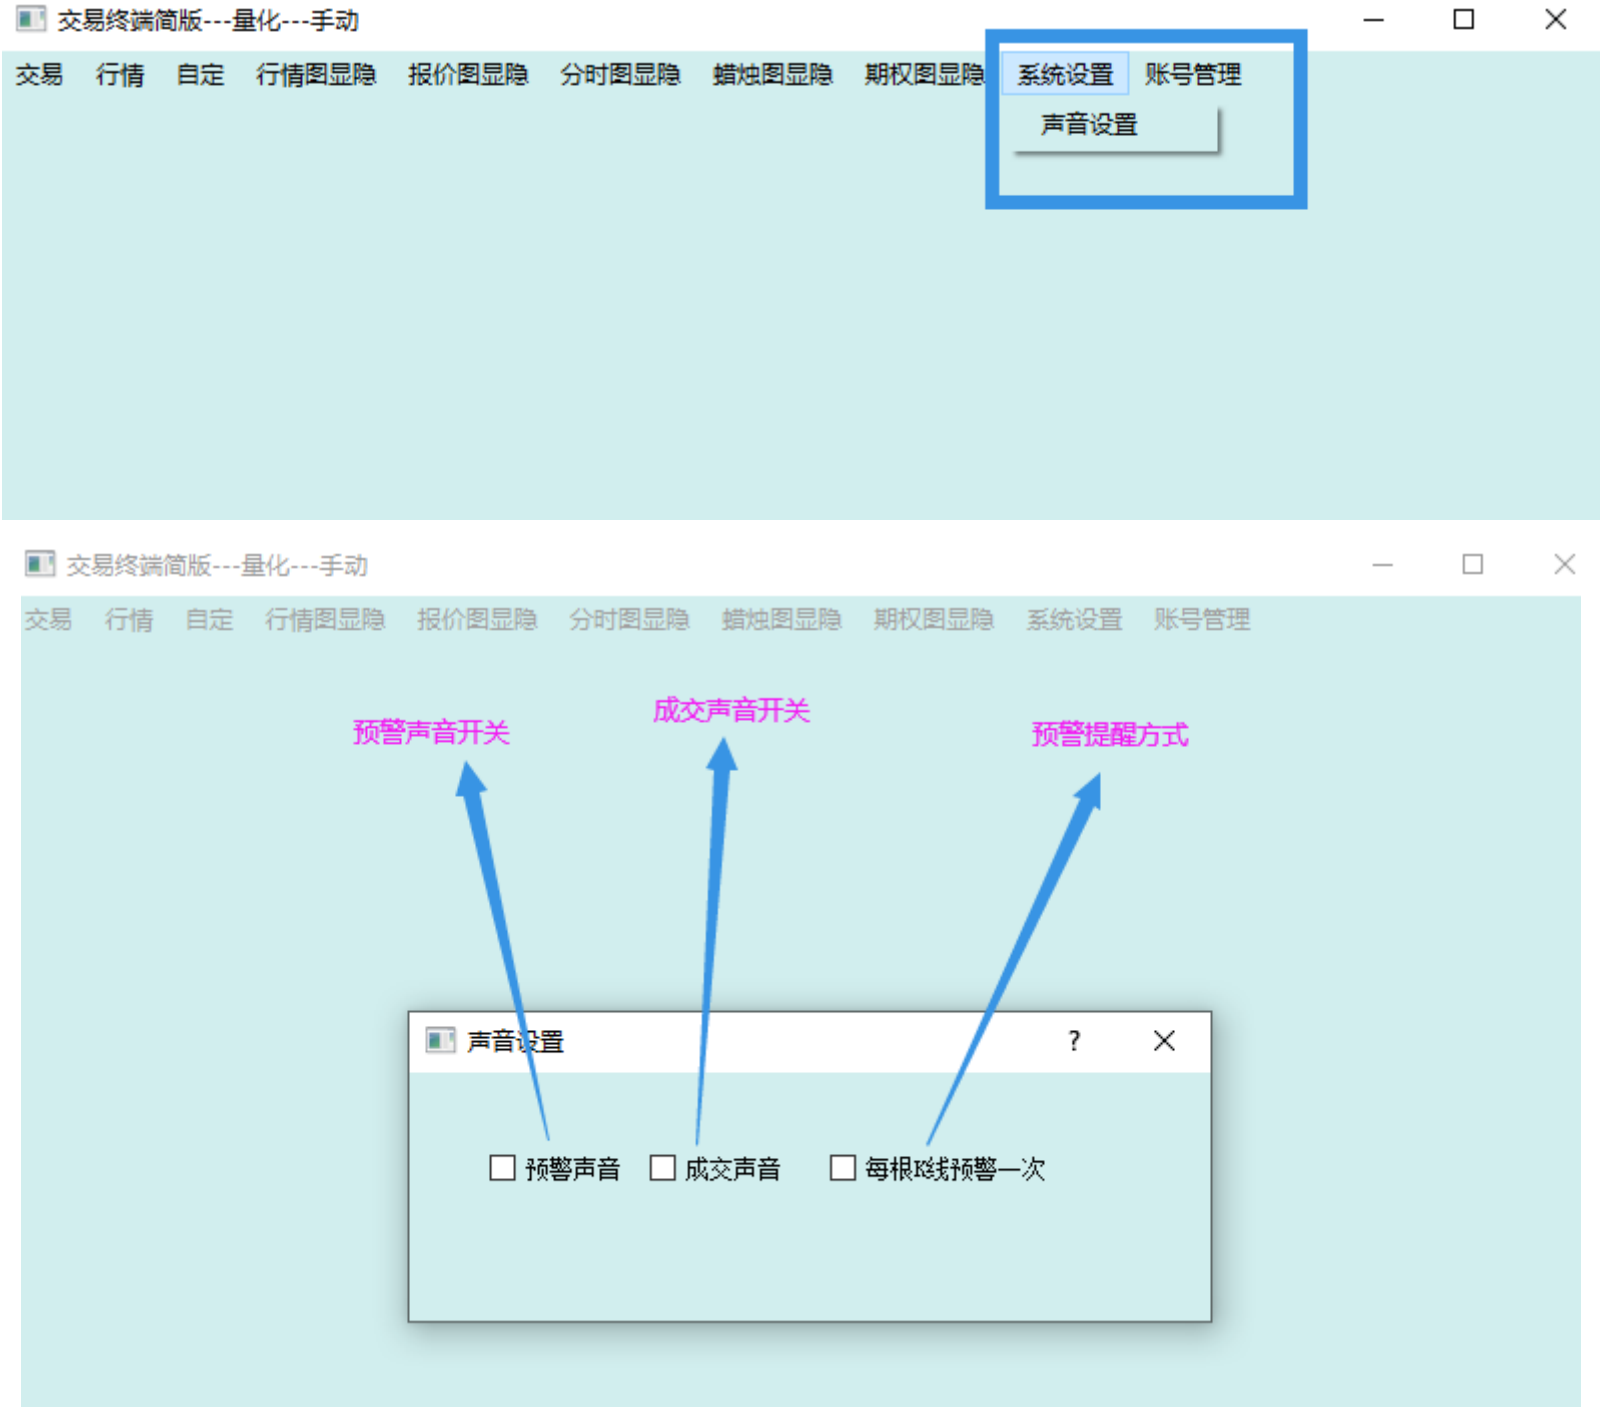 交易终端简版---量化---手动
交易 行情 自定 行情图显隐 报价图显隐 分时图显隐 蜡烛图显隐 期权图显隐 系统设置 账号管理
声音设置
交易终端简版---量化---手动
交易 行情 自定 行情图显隐 报价图显隐 分时图显隐 蜡烛图显隐 期权图显隐 系统设置 账号管理
成交声音开关
预警声音开关
预警提醒方式
声音设置 ?
预警声音 成交声音 每根K线预警一次